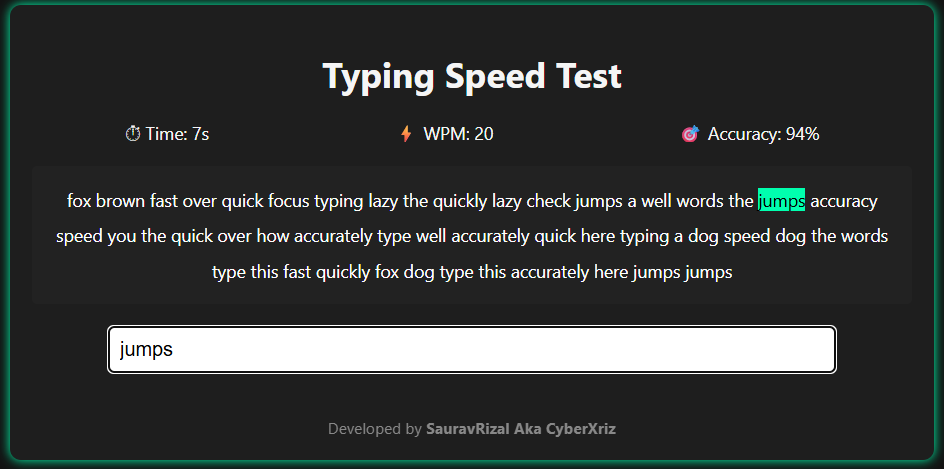 Typing Speed Test
Time: 7s WPM: 20 Accuracy: 94%
fox brown fast over quick focus typing lazy the quickly lazy check jumps a well words the jumps accuracy
speed you the quick over how accurately type well accurately quick here typing a dog speed dog the words
type this fast quickly fox dog type this accurately here jumps jumps
jumps
Developed by SauravRizal Aka CyberXriz